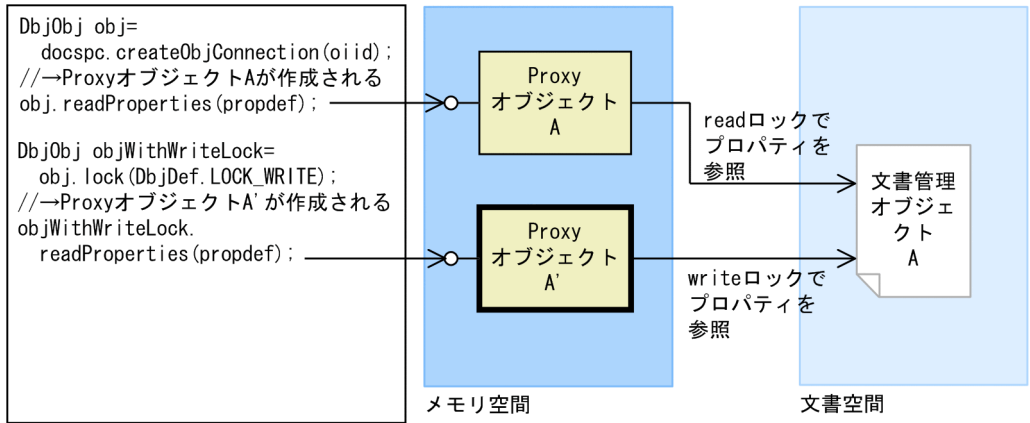 DbjObj obj=
docspc.createObjConnection(oiid);
//→ProxyオブジェクトAが作成される
obj.readProperties(propdef);
DbjObj objWithWriteLock=
obj.lock(DbjDef.LOCK_WRITE);
//→ProxyオブジェクトA'が作成される
objWithWriteLock.
readProperties(propdef);
Proxy
オブジェクト
A
Proxy
オブジェクト
A'
メモリ空間
readロックで
プロパティを
参照
writeロックで
プロパティを
参照
文書管理
オブジェ
クト
A
文書空間